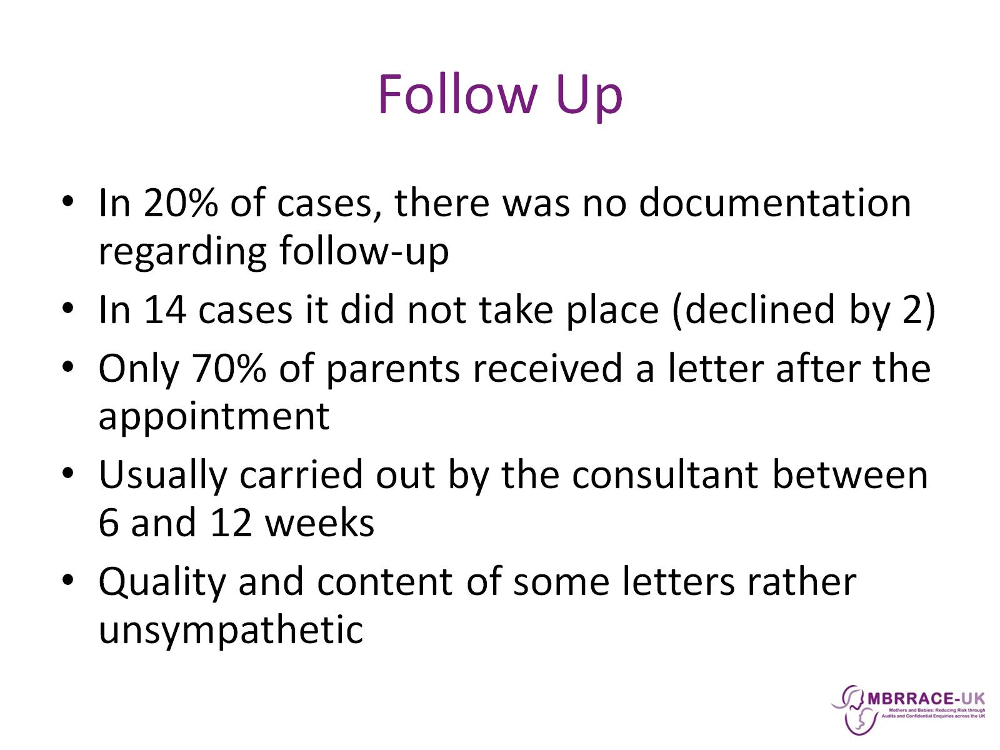 Follow Up
• In 20% of cases, there was no documentation
regarding follow-up
• In 14 cases it did not take place (declined by 2)
• Only 70% of parents received a letter after the
appointment
• Usually carried out by the consultant between
6 and 12 weeks
• Quality and content of some letters rather
unsympathetic
MBRRACE-UK
Mothers and Babies: Reducing Risk through
Audits and Confidential Enquiries across the UK